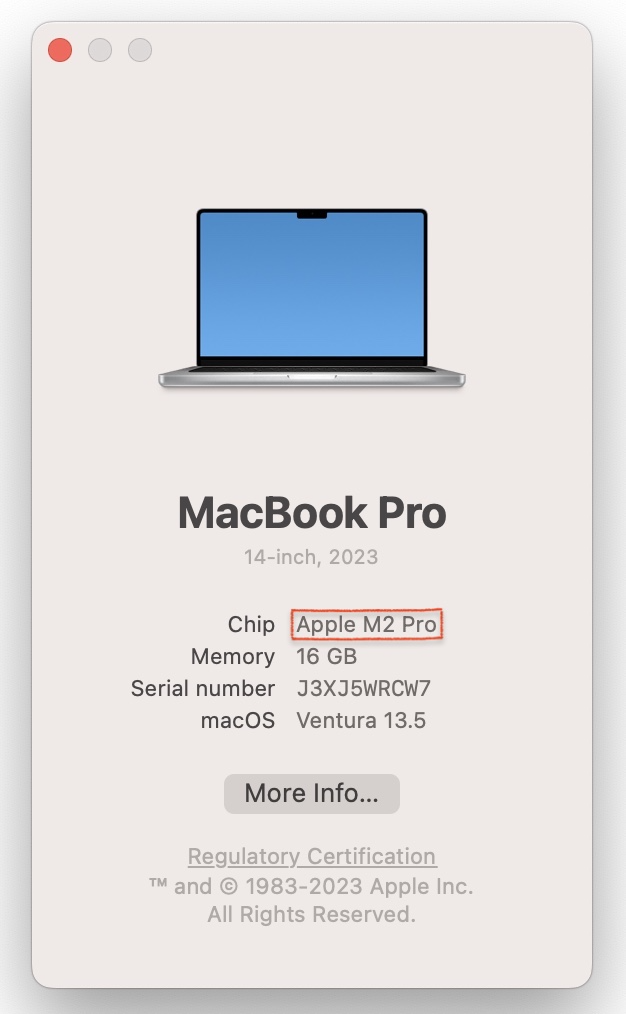 MacBook Pro
14-inch, 2023
Chip Apple M2 Pro
Memory 16 GB
Serial number J3XJ5WRCW7
macOS Ventura 13.5
More Info...
Regulatory Certification
™ and © 1983-2023 Apple Inc.
All Rights Reserved.